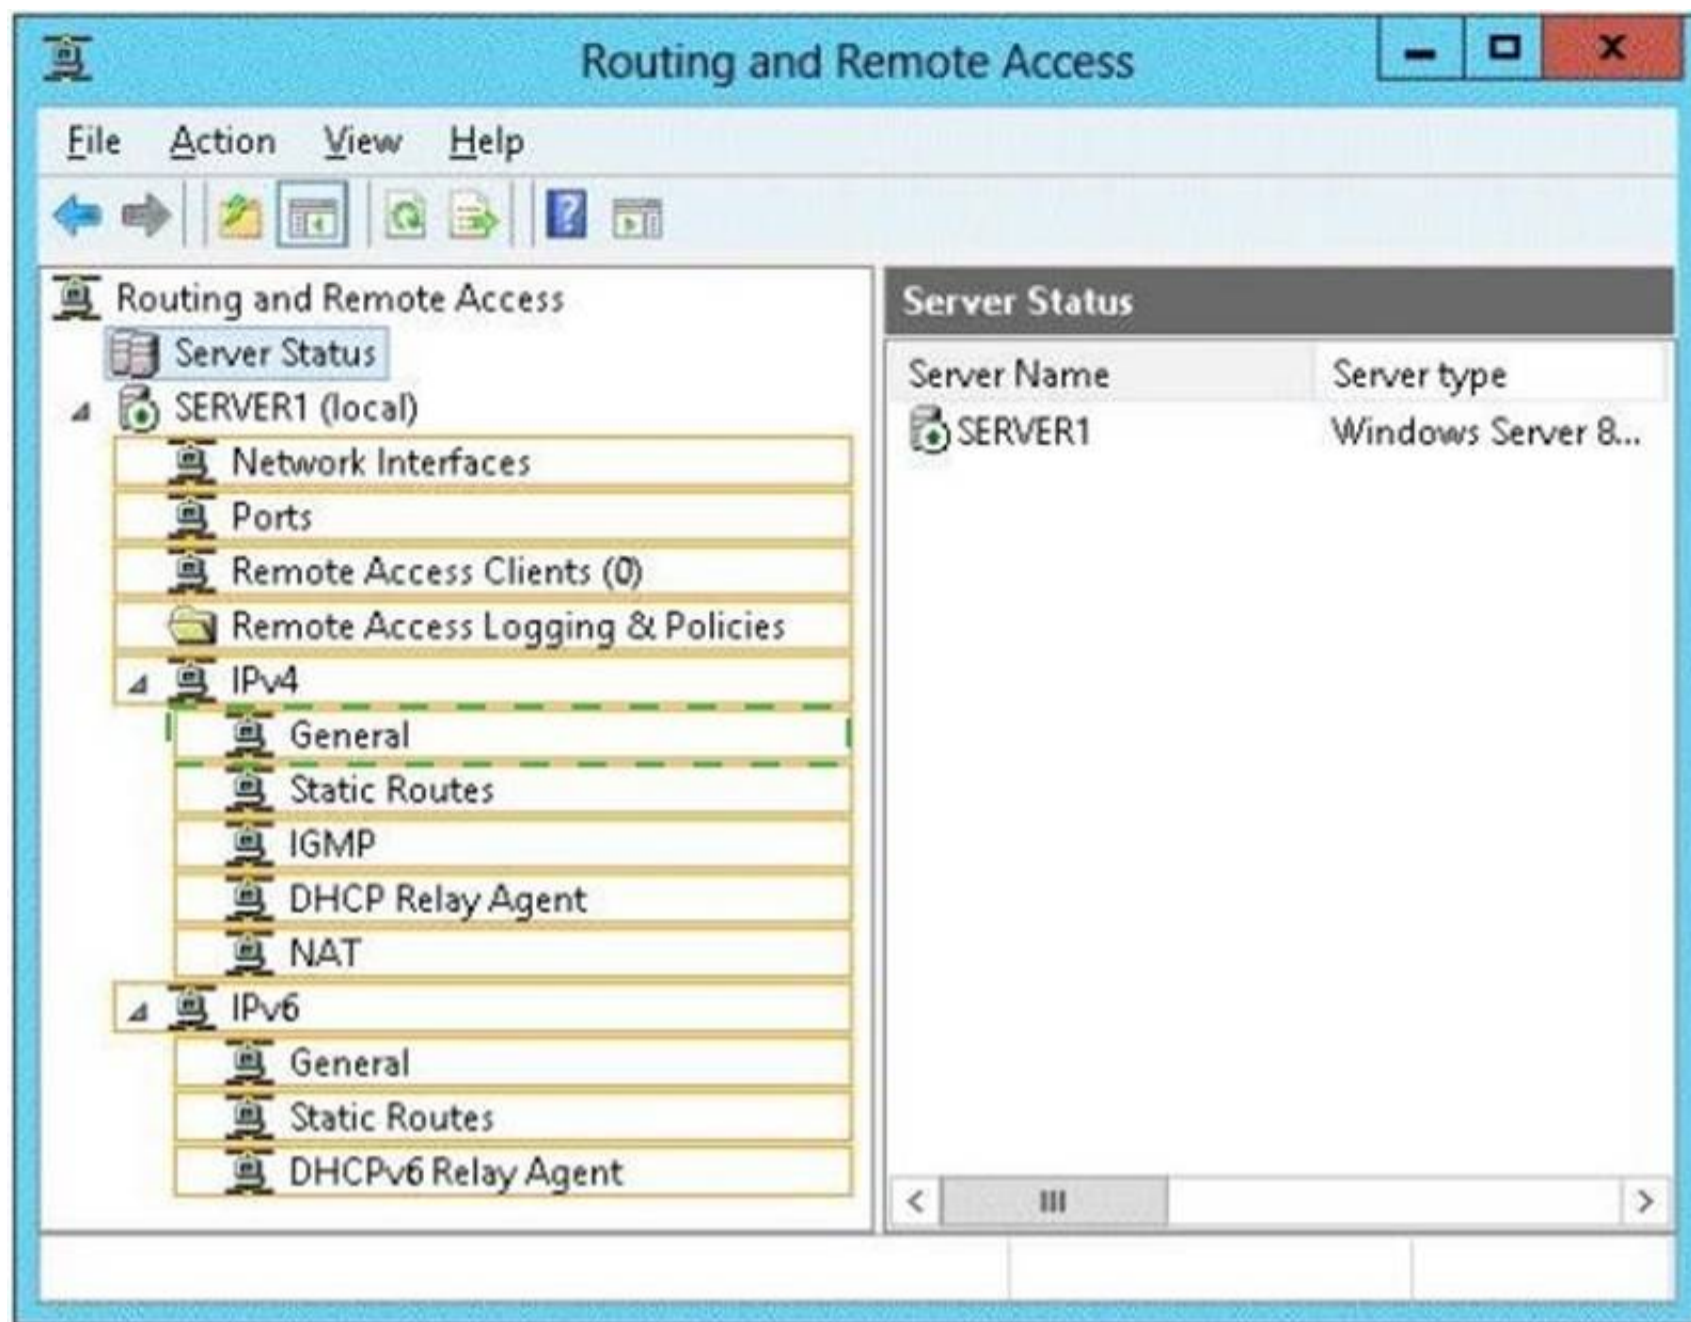 Routing and Remote Access
File Action View Help
Routing and Remote Access
Server Status
SERVER1 (local)
Network Interfaces
Ports
Remote Access Clients (0)
Remote Access Logging & Policies
IPv4
General
Static Routes
IGMP
DHCP Relay Agent
NAT
IPv6
General
Static Routes
DHCPv6 Relay Agent
Server Status
Server Name Server type
SERVER1 Windows Server 8...